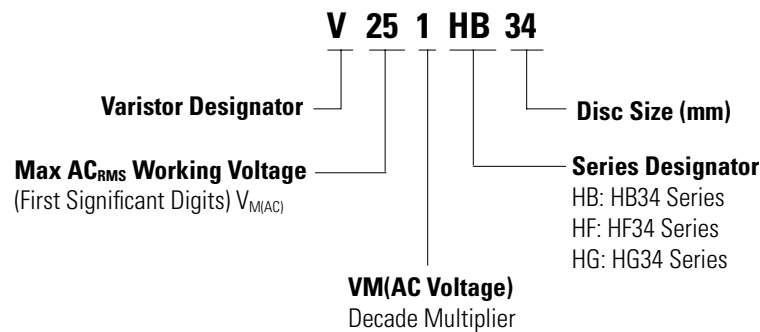 V 25 1 HB 34
Varistor Designator
Disc Size (mm)
Max ACRMS Working Voltage
(First Significant Digits) VM(AC)
Series Designator
HB: HB34 Series
HF: HF34 Series
HG: HG34 Series
VM(AC Voltage)
Decade Multiplier